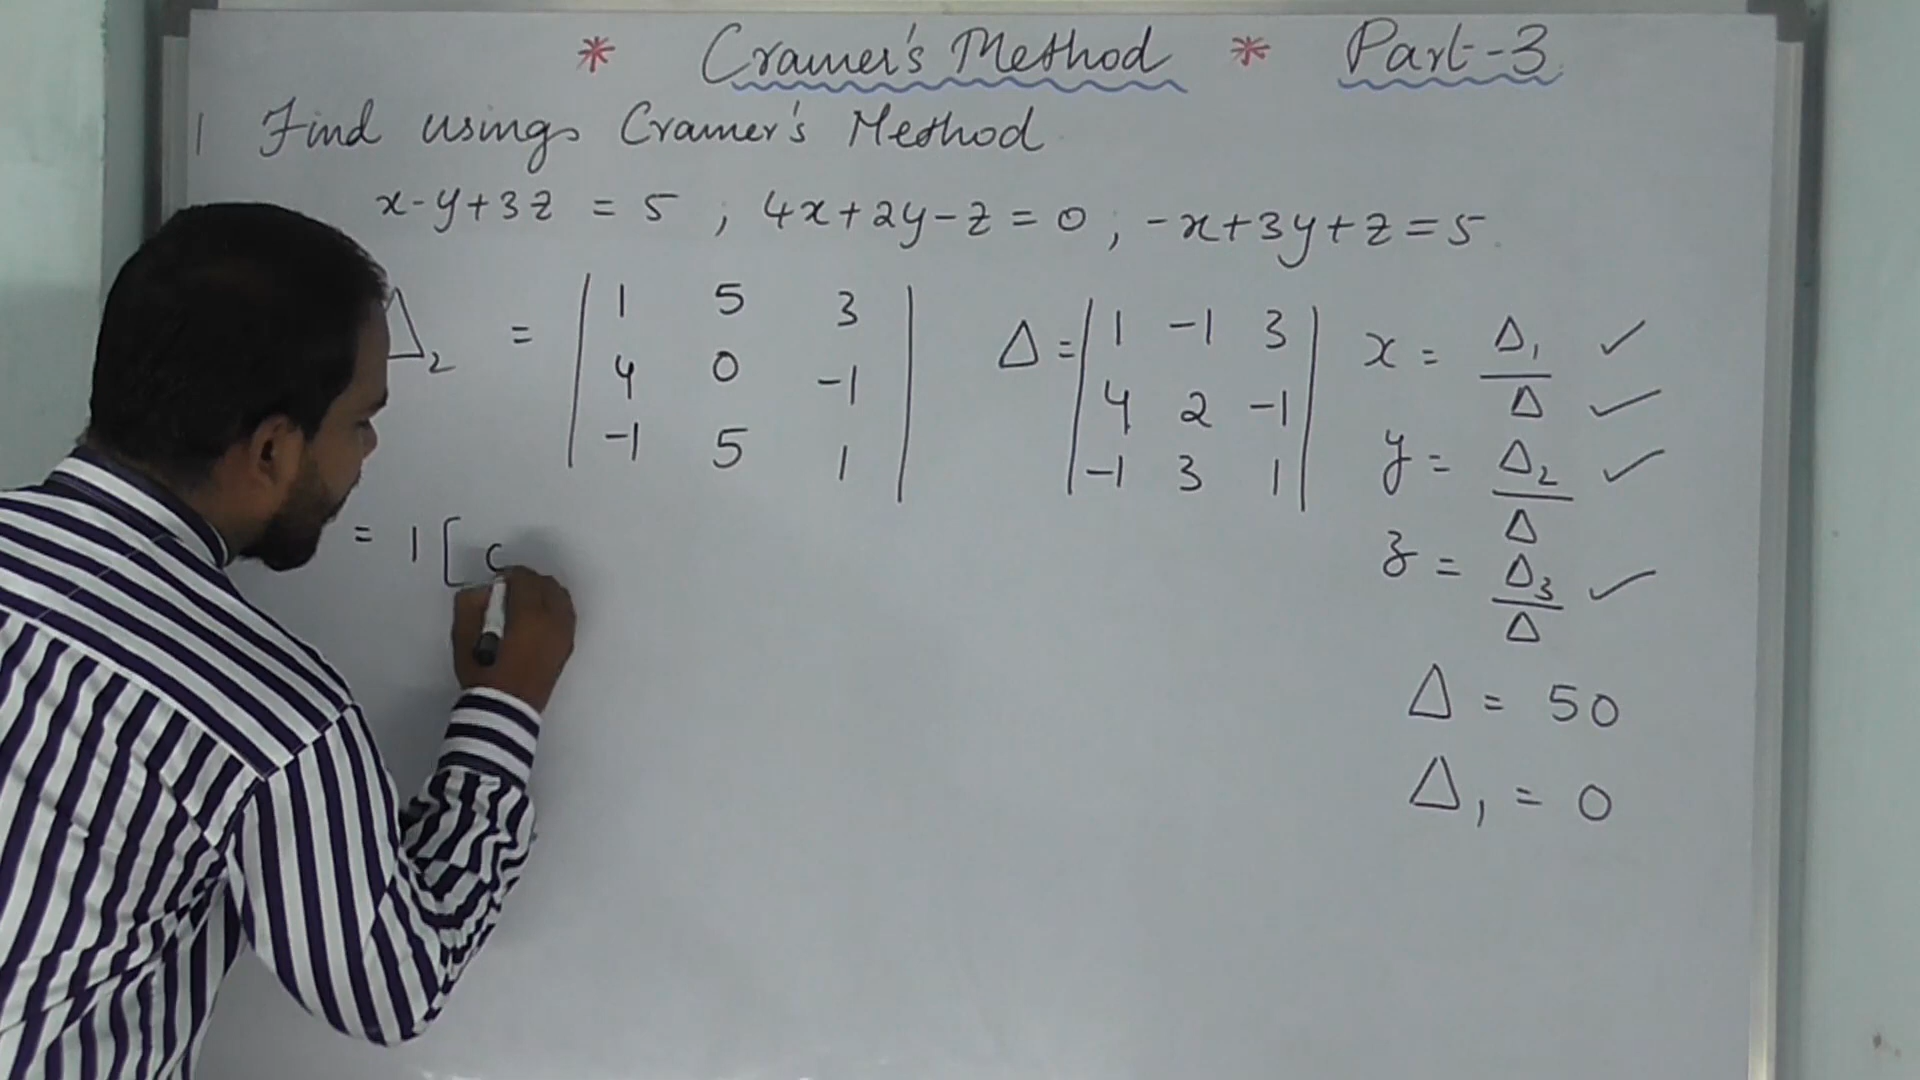 * Cramer's Method * Part-3
1 Find using Cramer's Method
x-y+3z = 5 ; 4x+2y-z=0 ; -x+3y+z=5
Δ2 = | 1 5 3 |
| 4 0 -1 |
| -1 5 1 |
= 1 [
Δ = | 1 -1 3 |
| 4 2 -1 |
| -1 3 1 |
x = Δ1/Δ ✓ ✓
y = Δ2/Δ ✓
z = Δ3/Δ ✓
Δ = 50
Δ1 = 0